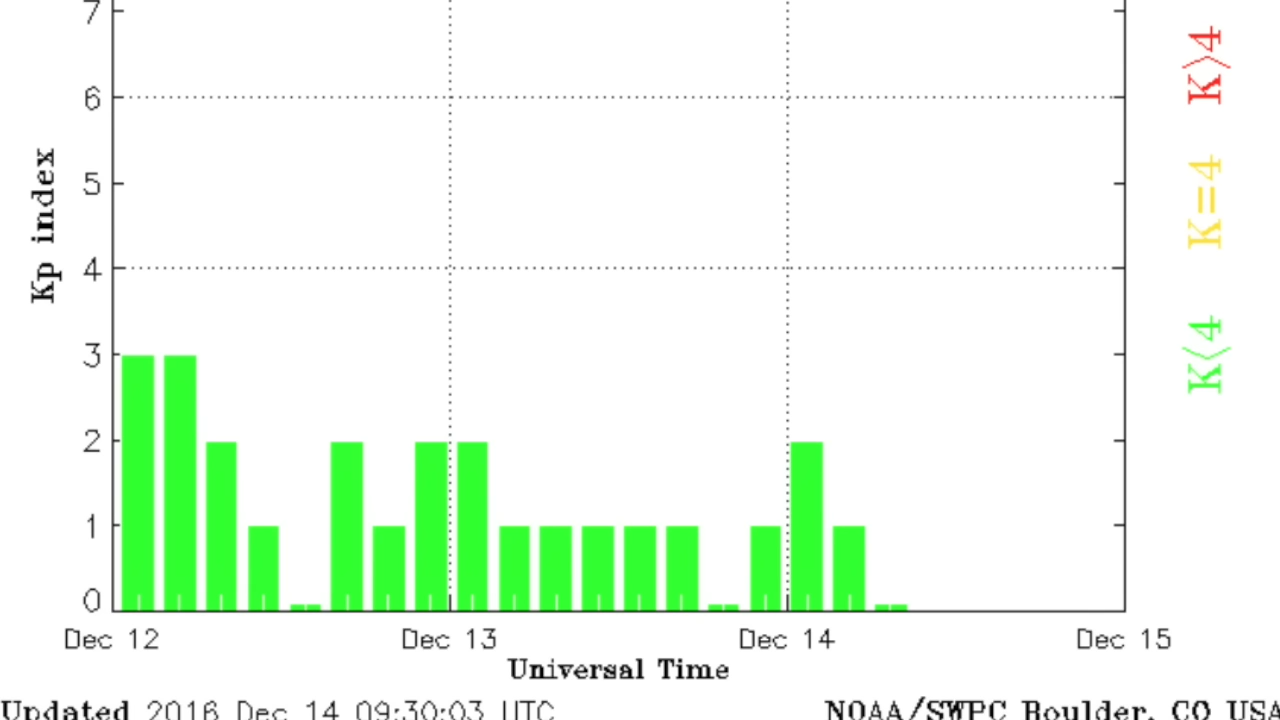 7
6
5
4
3
2
1
0
Kp index
K>4
K=4
K<4
Dec 12
Dec 13
Dec 14
Dec 15
Universal Time
Updated 2016 Dec 14 09:30:03 UTC
NOAA/SWPC Boulder, CO USA